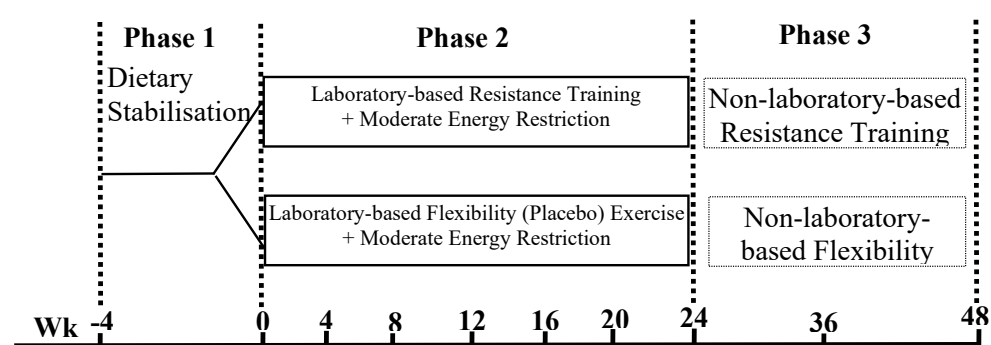 Phase 1
Phase 2
Phase 3
Dietary
Stabilisation
Laboratory-based Resistance Training
+ Moderate Energy Restriction
Non-laboratory-based
Resistance Training
Laboratory-based Flexibility (Placebo) Exercise
+ Moderate Energy Restriction
Non-laboratory-
based Flexibility
Wk -4 0 4 8 12 16 20 24 36 48